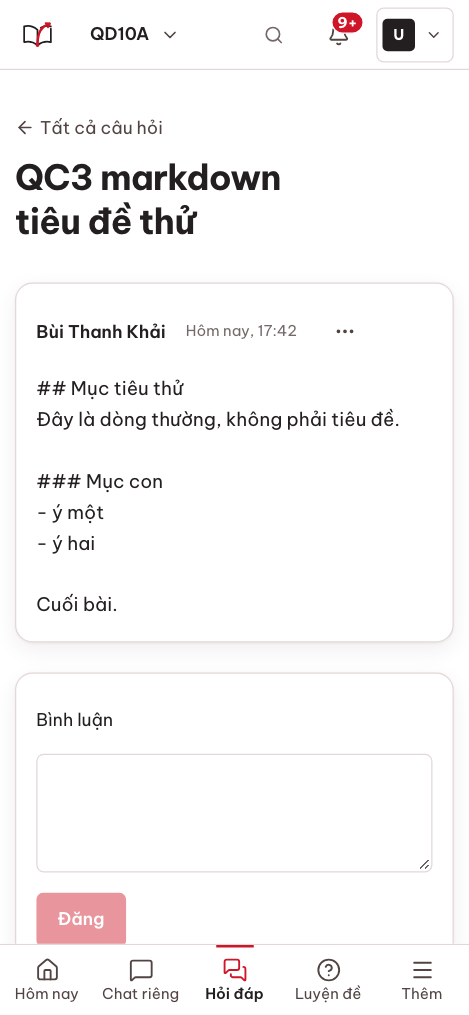 QD10A
9+
U
Tất cả câu hỏi
QC3 markdown
tiêu đề thử
Bùi Thanh Khải Hôm nay, 17:42
## Mục tiêu thử
Đây là dòng thường, không phải tiêu đề.
### Mục con
- ý một
- ý hai
Cuối bài.
Bình luận
Đăng
Hôm nay Chat riêng Hỏi đáp Luyện đề Thêm